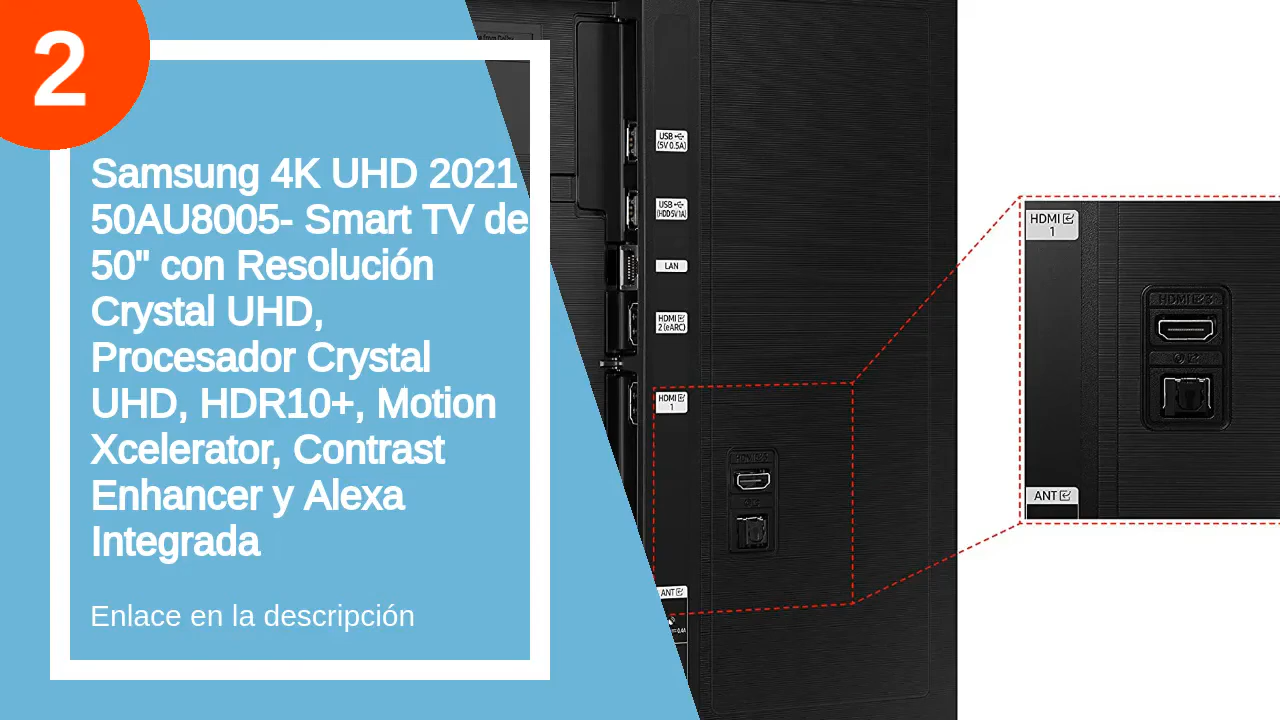 2
Samsung 4K UHD 2021
50AU8005- Smart TV de
50" con Resolución
Crystal UHD,
Procesador Crystal
UHD, HDR10+, Motion
Xcelerator, Contrast
Enhancer y Alexa
Integrada
Enlace en la descripción
USB
(5V 0.5A)
USB
(HDD 5V 1A)
LAN
HDMI
2 (eARC)
HDMI
1
ANT
HDMI
1
HDMI 3
ANT